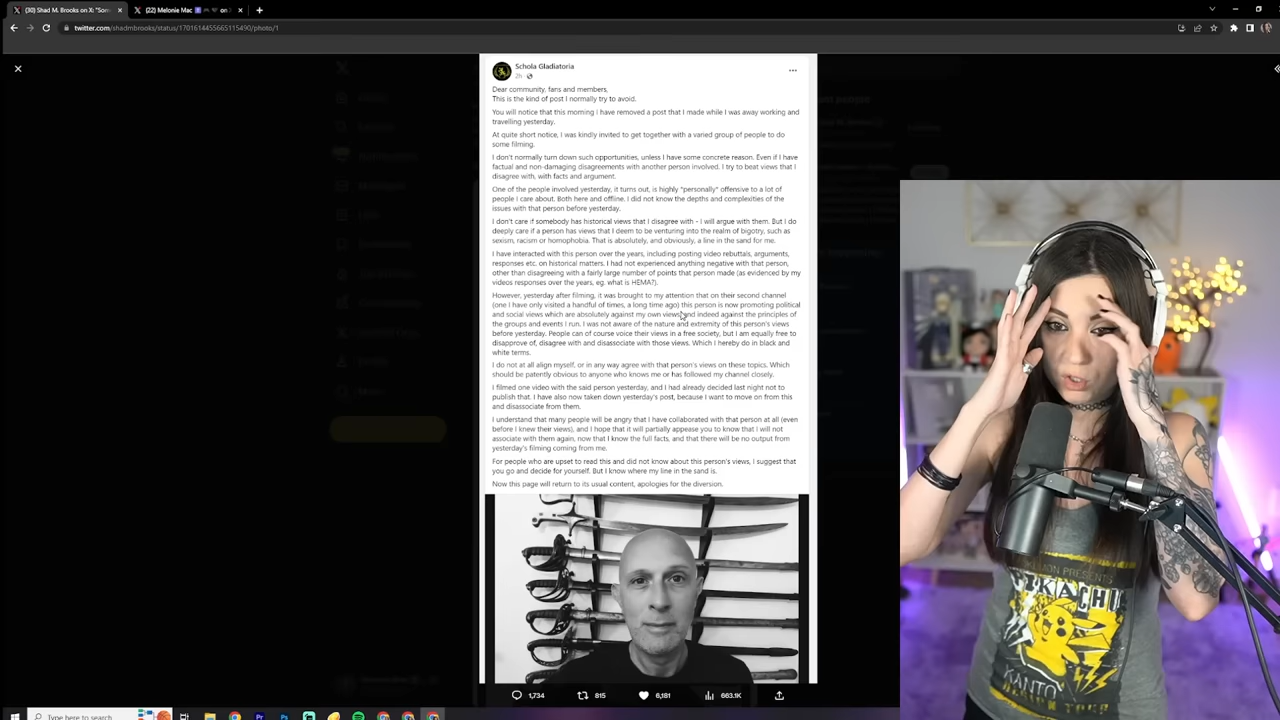 (30) Shad M. Brooks on X: "Som
(22) Melonie Mac
on
twitter.com/shadmbrooks/status/1701614455665115490/photo/1
Schola Gladiatoria
2h
Dear community, fans and members,
This is the kind of post I normally try to avoid.
You will notice that this morning I have removed a post that I made while I was away working and
travelling yesterday.
At quite short notice, I was kindly invited to get together with a varied group of people to do
some filming.
I don't normally turn down such opportunities, unless I have some concrete reason. Even if I have
factual and non-damaging disagreements with another person involved. I try to beat views that I
disagree with, with facts and argument.
One of the people involved yesterday, it turns out, is highly "personally" offensive to a lot of
people I care about. Both here and offline. I did not know the depths and complexities of the
issues with that person before yesterday.
I don't care if somebody has historical views that I disagree with - I will argue with them. But I do
deeply care if a person has views that I deem to be venturing into the realm of bigotry, such as
sexism, racism or homophobia. That is absolutely, and obviously, a line in the sand for me.
I have interacted with this person over the years, including posting video rebuttals, arguments,
responses etc. on historical matters. I had not experienced anything negative with that person,
other than disagreeing with a fairly large number of points that person made (as evidenced by my
videos responses over the years, eg. what is HEMA?).
However, yesterday after filming, it was brought to my attention that on their second channel
(one I have only visited a handful of times, a long time ago) this person is now promoting political
and social views which are absolutely against my own views and indeed against the principles of
the groups and events I run. I was not aware of the nature and extremity of this person's views
before yesterday. People can of course voice their views in a free society, but I am equally free to
disapprove of, disagree with and disassociate with those views. Which I hereby do in black and
white terms.
I do not at all align myself, or in any way agree with that person's views on these topics. Which
should be patently obvious to anyone who knows me or has followed my channel closely.
I filmed one video with the said person yesterday, and I had already decided last night not to
publish that. I have also now taken down yesterday's post, because I want to move on from this
and disassociate from them.
I understand that many people will be angry that I have collaborated with that person at all (even
before I knew their views), and I hope that it will partially appease you to know that I will not
associate with them again, now that I know the full facts, and that there will be no output from
yesterday's filming coming from me.
For people who are upset to read this and did not know about this person's views, I suggest that
you go and decide for yourself. But I know where my line in the sand is.
Now this page will return to its usual content, apologies for the diversion.
1,734
815
6,181
663.1K
PIKACHU
KANTO
Type here to search